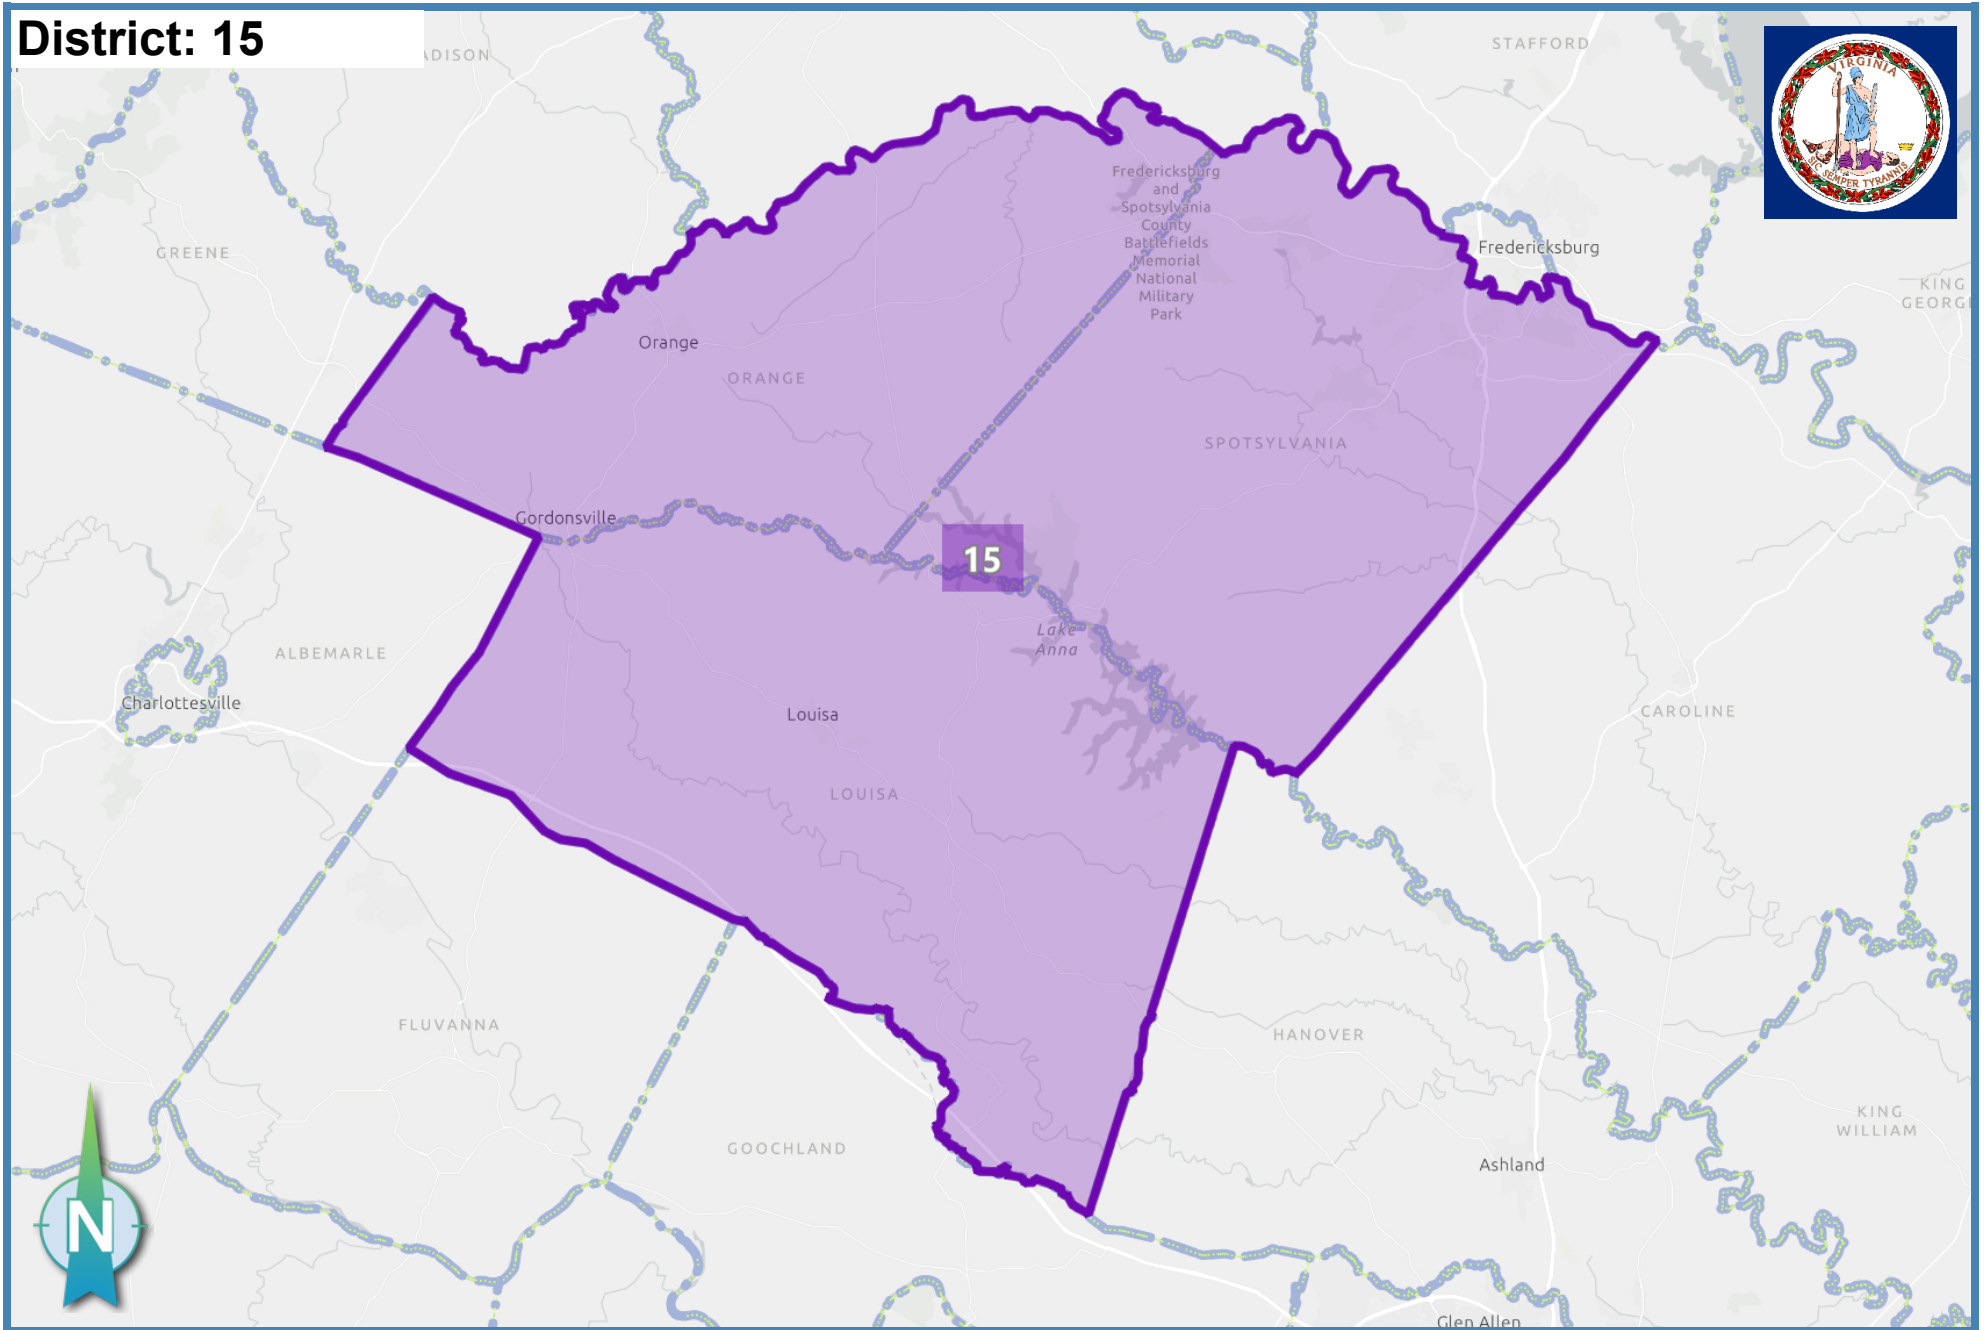 District: 15
ADISON
STAFFORD
VIRGINIA
SIC SEMPER TYRANNIS
Fredericksburg
and
Spotsylvania
County
Battlefields
Memorial
National
Military
Park
GREENE
Fredericksburg
KING
GEORG
Orange
ORANGE
SPOTSYLVANIA
Gordonsville
15
Lake
Anna
ALBEMARLE
Charlottesville
Louisa
CAROLINE
LOUISA
FLUVANNA
HANOVER
GOOCHLAND
KING
WILLIAM
Ashland
N
Glen Allen